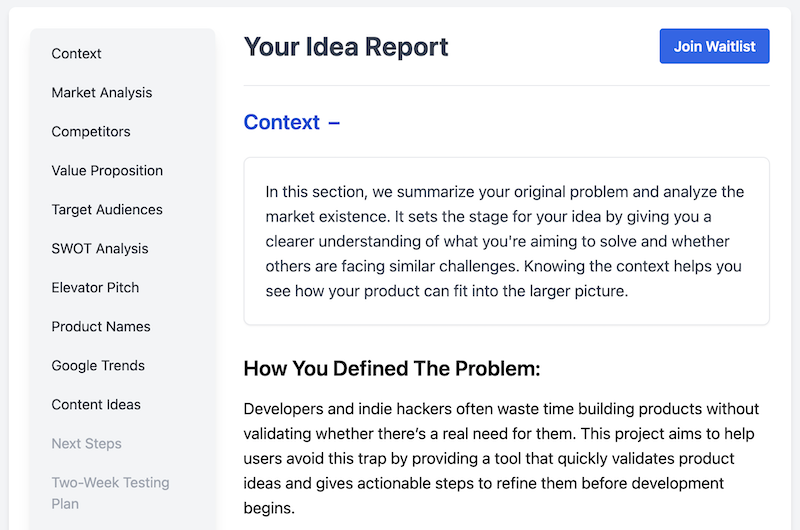 Context
Market Analysis
Competitors
Value Proposition
Target Audiences
SWOT Analysis
Elevator Pitch
Product Names
Google Trends
Content Ideas
Next Steps
Two-Week Testing
Plan
Your Idea Report
Join Waitlist
Context –
In this section, we summarize your original problem and analyze the
market existence. It sets the stage for your idea by giving you a
clearer understanding of what you're aiming to solve and whether
others are facing similar challenges. Knowing the context helps you
see how your product can fit into the larger picture.
How You Defined The Problem:
Developers and indie hackers often waste time building products without
validating whether there’s a real need for them. This project aims to help
users avoid this trap by providing a tool that quickly validates product
ideas and gives actionable steps to refine them before development
begins.